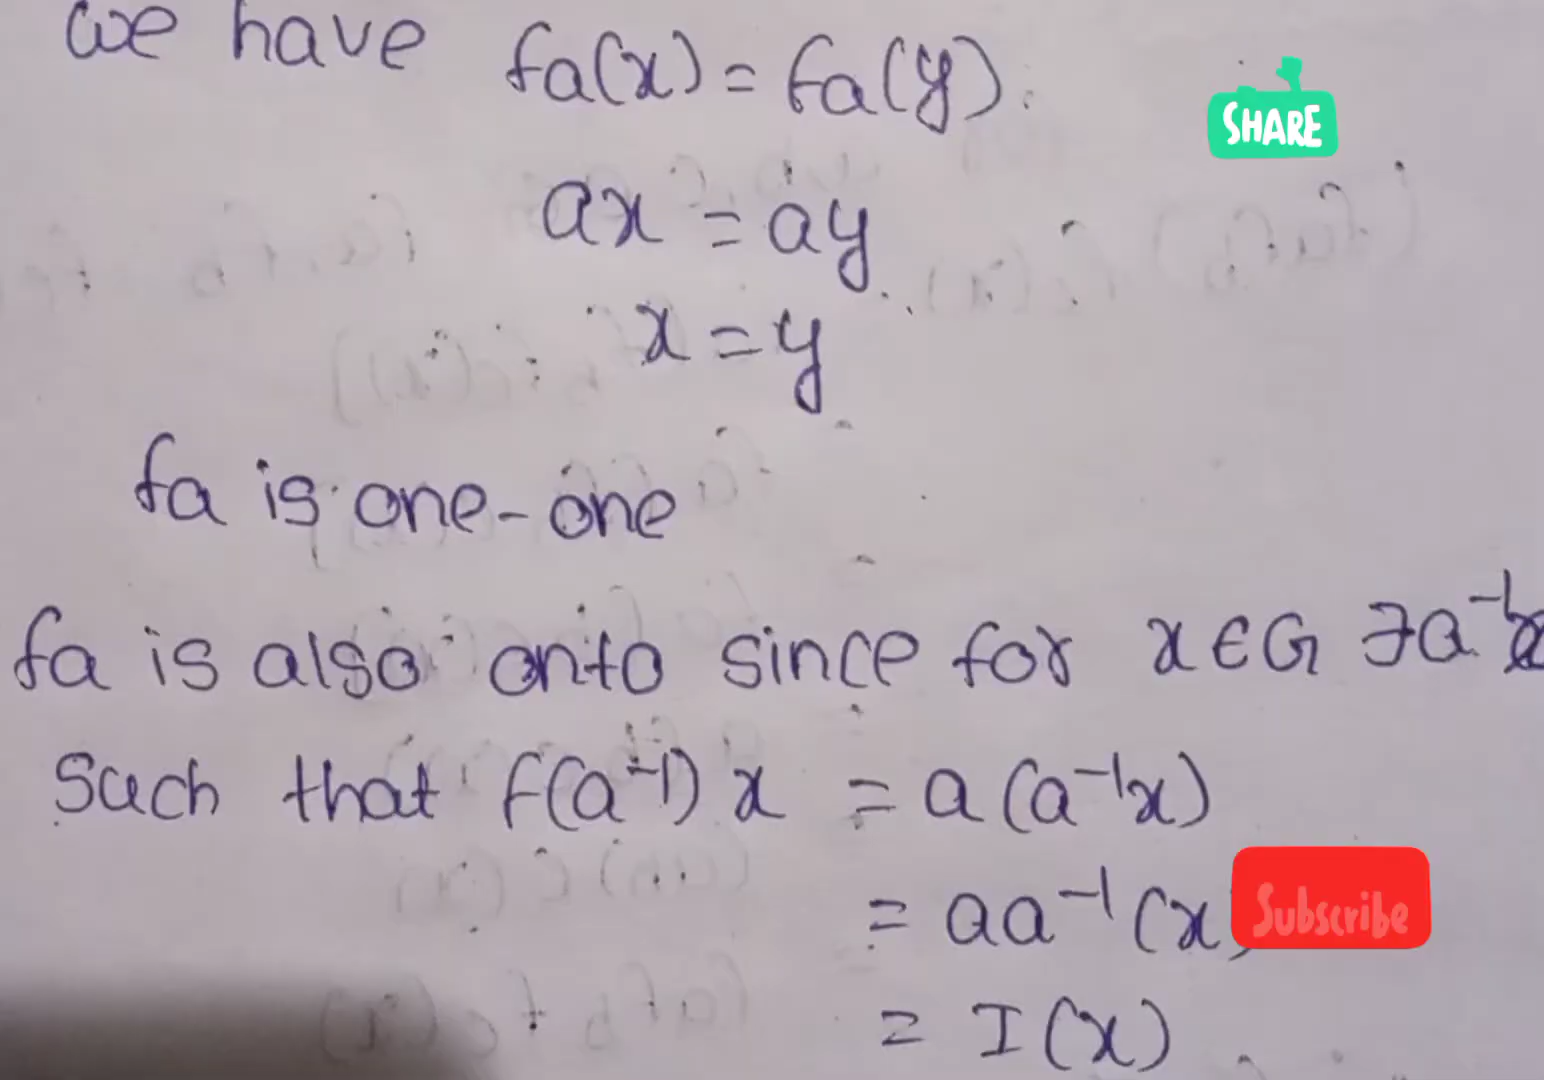 we have fa(x) = fa(y).
SHARE
ax = ay
x = y
fa is one-one
fa is also onto since for x ∈ G ∃ a⁻¹x
Such that f(a⁻¹) x = a (a⁻¹x)
= aa⁻¹ (x)
Subscribe
= I (x)